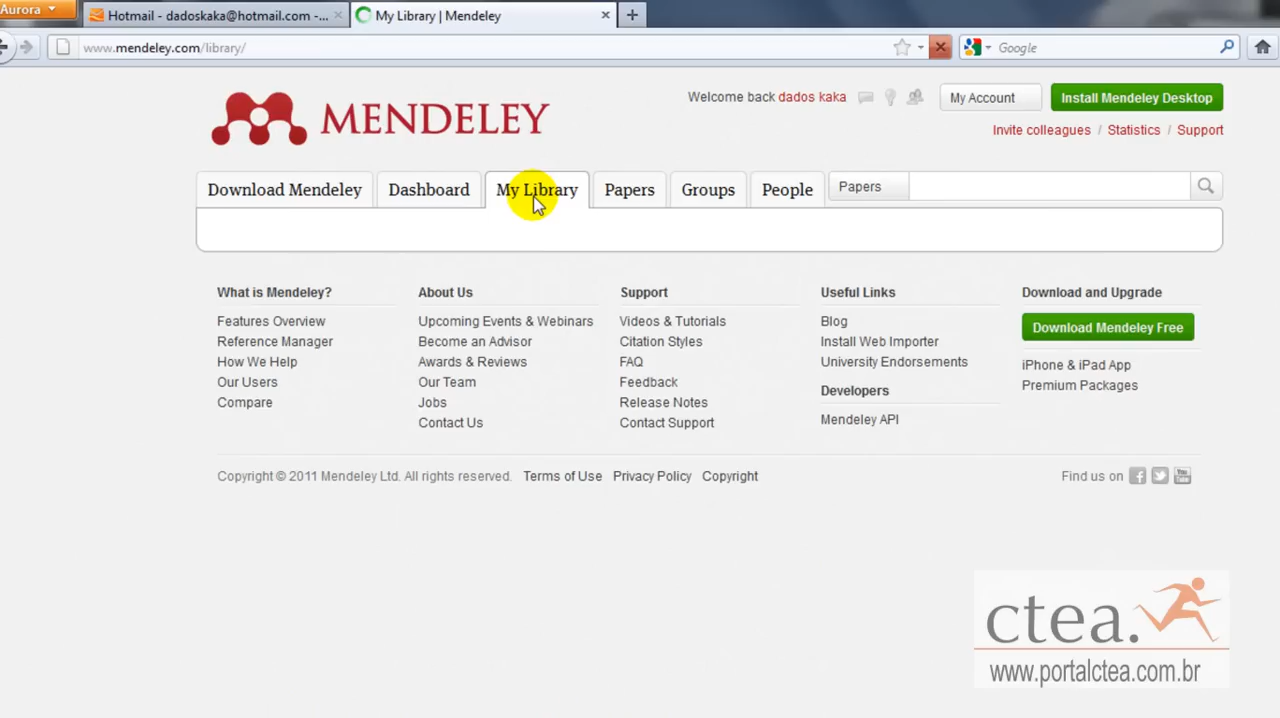 Aurora
Hotmail - dadoskaka@hotmail.com -...
My Library | Mendeley
www.mendeley.com/library/
Google
MENDELEY
Welcome back dados kaka
My Account
Install Mendeley Desktop
Invite colleagues / Statistics / Support
Download Mendeley
Dashboard
My Library
Papers
Groups
People
Papers
What is Mendeley?
Features Overview
Reference Manager
How We Help
Our Users
Compare
About Us
Upcoming Events & Webinars
Become an Advisor
Awards & Reviews
Our Team
Jobs
Contact Us
Support
Videos & Tutorials
Citation Styles
FAQ
Feedback
Release Notes
Contact Support
Useful Links
Blog
Install Web Importer
University Endorsements
Developers
Mendeley API
Download and Upgrade
Download Mendeley Free
iPhone & iPad App
Premium Packages
Copyright © 2011 Mendeley Ltd. All rights reserved. Terms of Use Privacy Policy Copyright
Find us on
You Tube
ctea.
www.portalctea.com.br